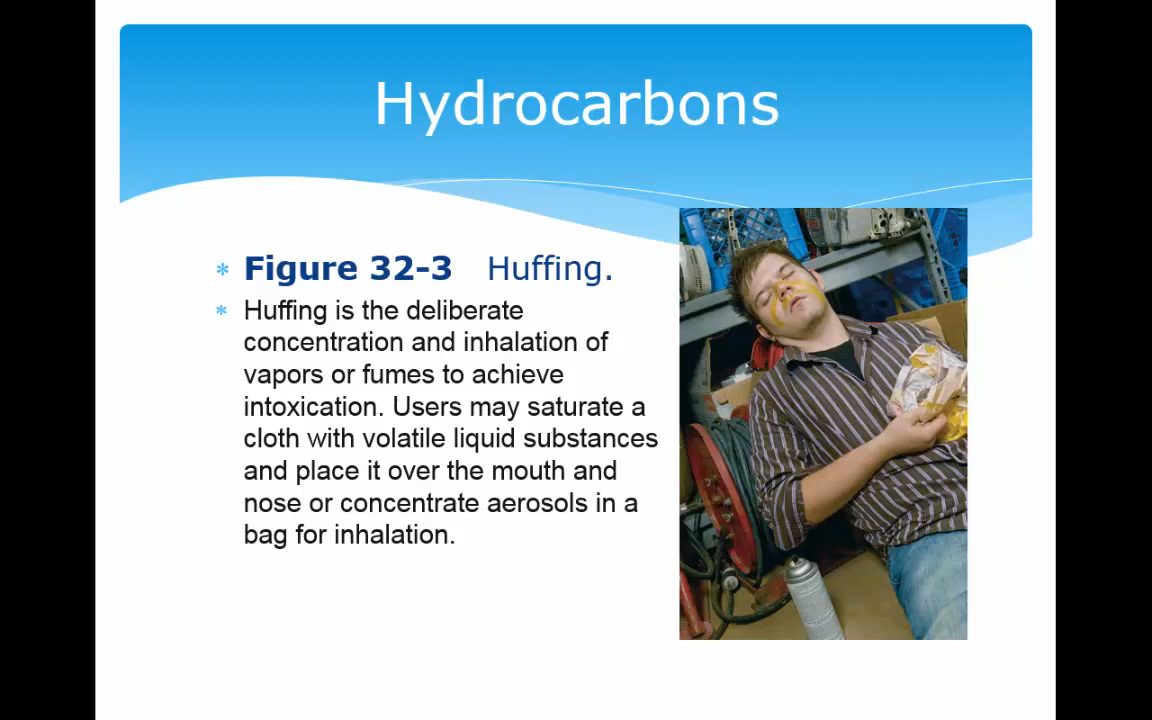 Hydrocarbons
* Figure 32-3 Huffing.
* Huffing is the deliberate
concentration and inhalation of
vapors or fumes to achieve
intoxication. Users may saturate a
cloth with volatile liquid substances
and place it over the mouth and
nose or concentrate aerosols in a
bag for inhalation.